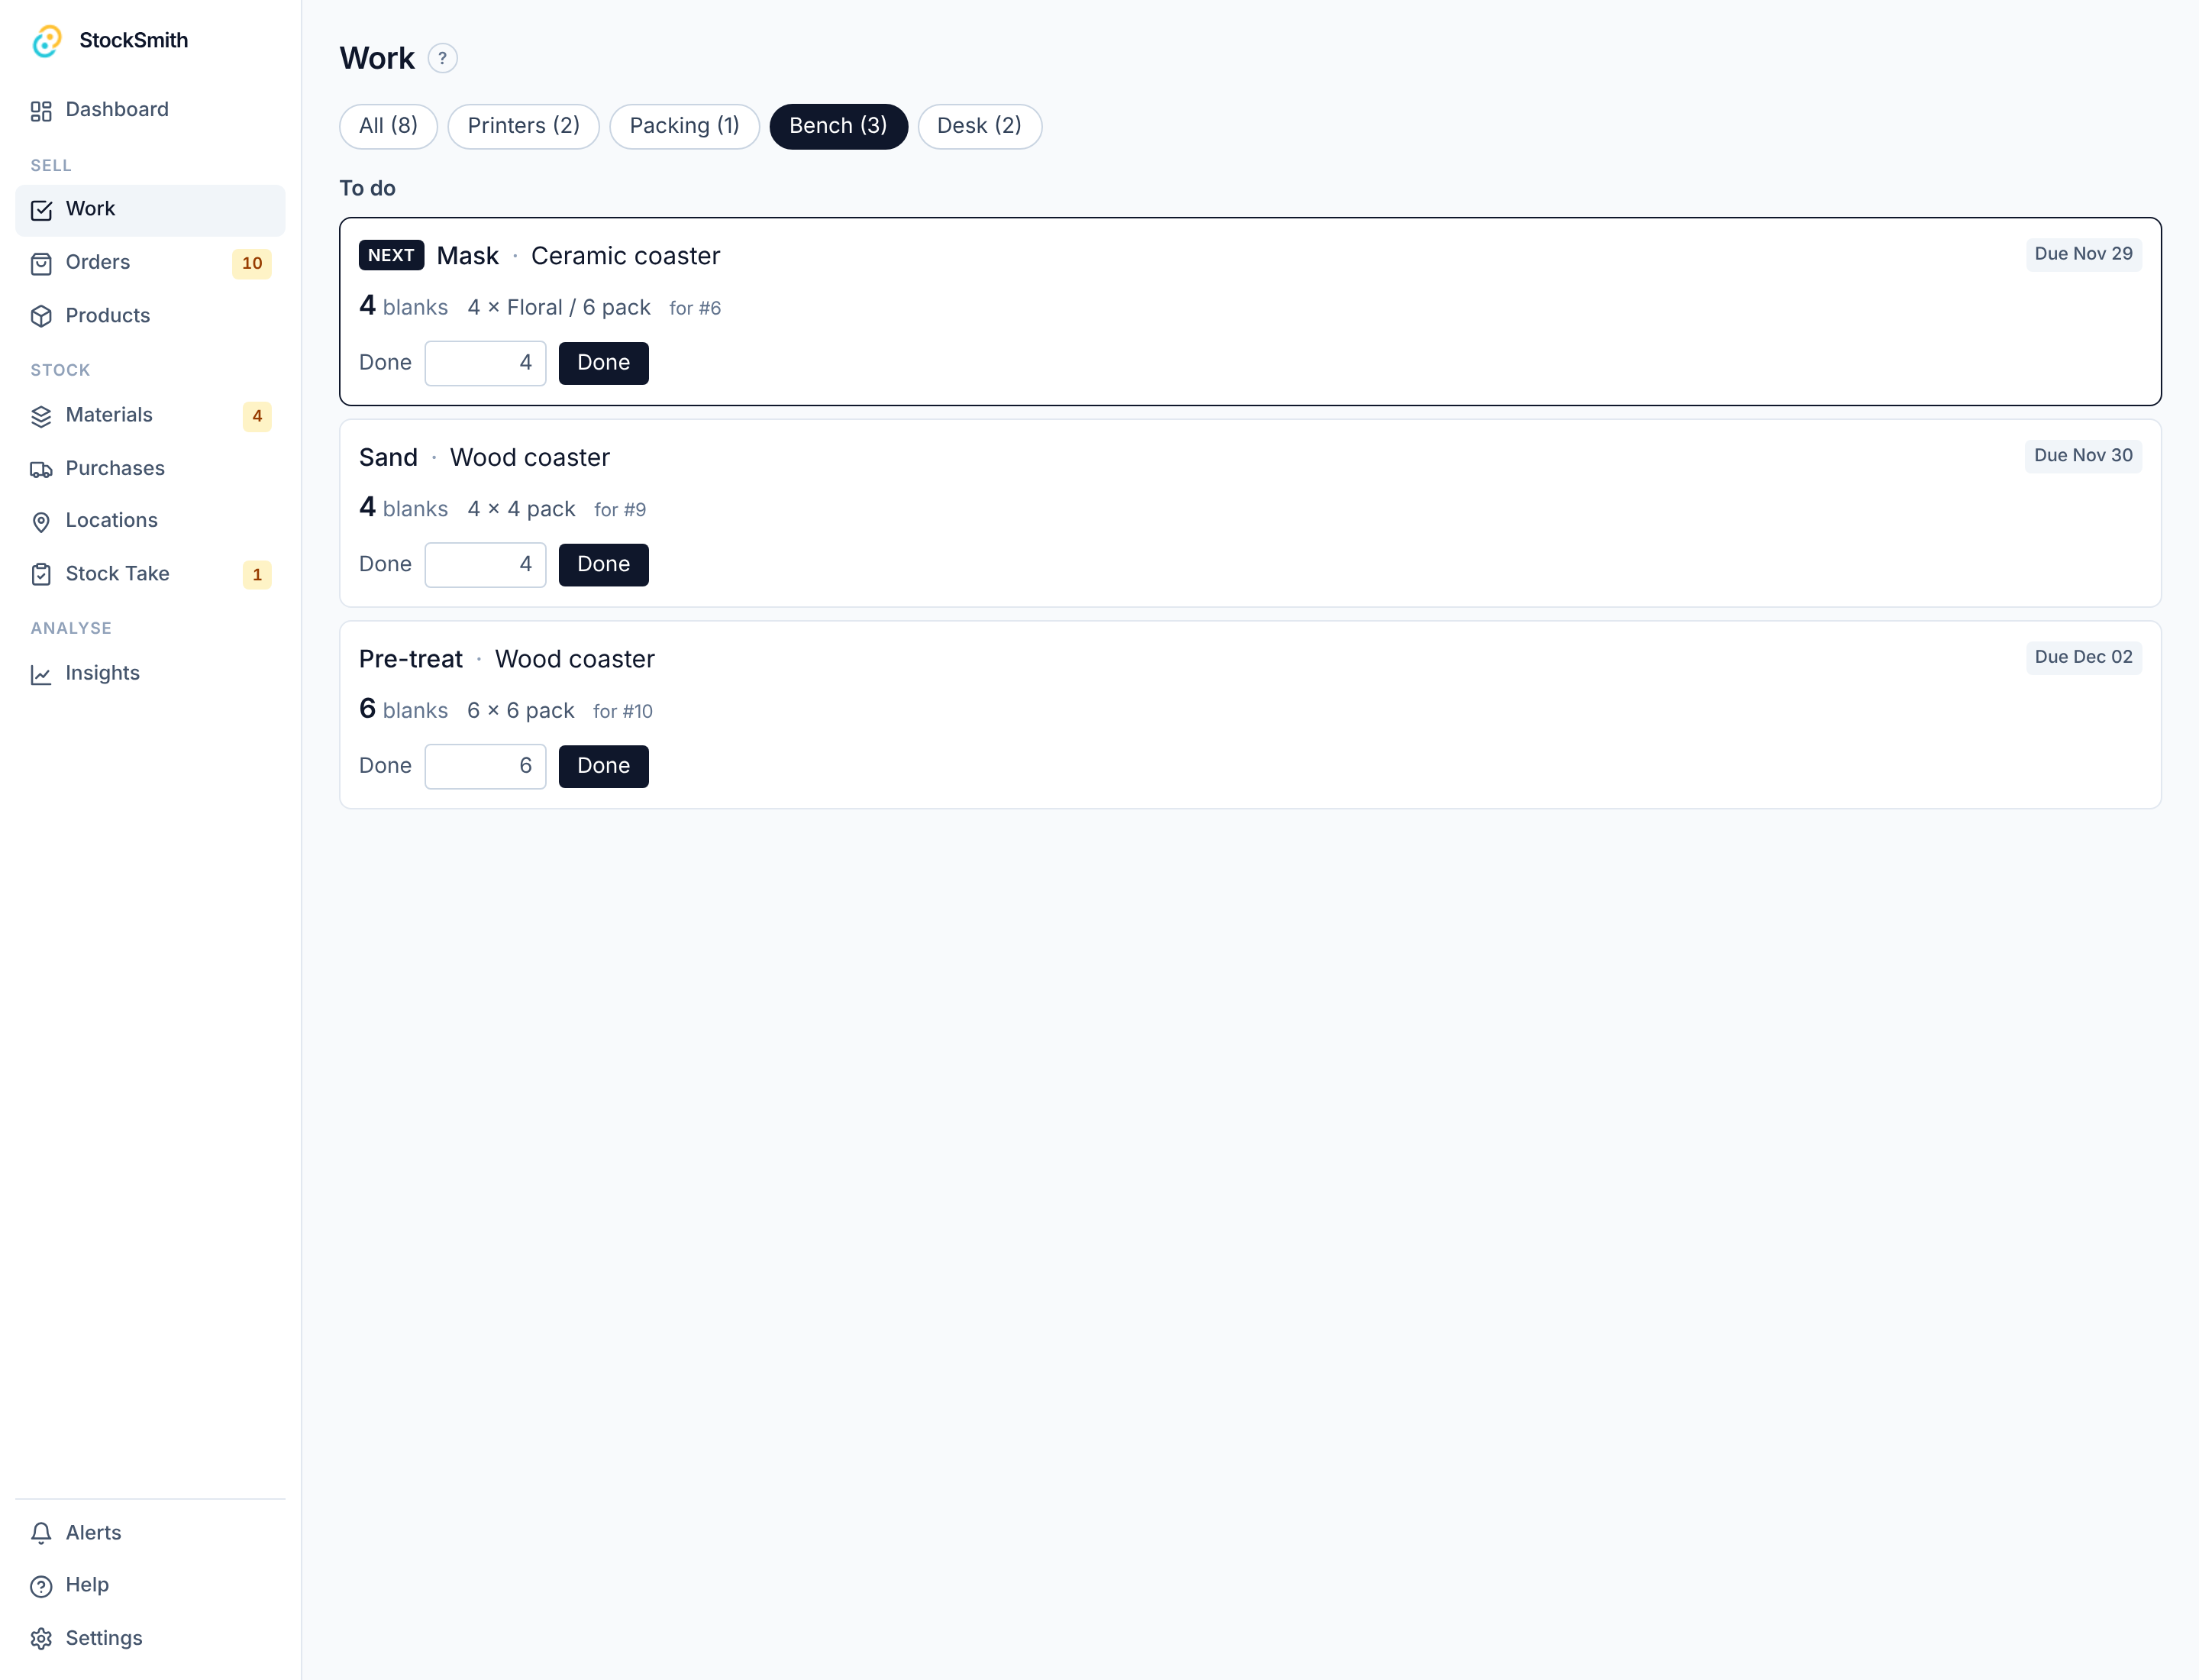 StockSmith
Dashboard
SELL
Work
Orders 10
Products
STOCK
Materials 4
Purchases
Locations
Stock Take 1
ANALYSE
Insights
Alerts
Help
Settings
Work ?
All (8) Printers (2) Packing (1) Bench (3) Desk (2)
To do
NEXT Mask · Ceramic coaster Due Nov 29
4 blanks 4 × Floral / 6 pack for #6
Done 4 Done
Sand · Wood coaster Due Nov 30
4 blanks 4 × 4 pack for #9
Done 4 Done
Pre-treat · Wood coaster Due Dec 02
6 blanks 6 × 6 pack for #10
Done 6 Done